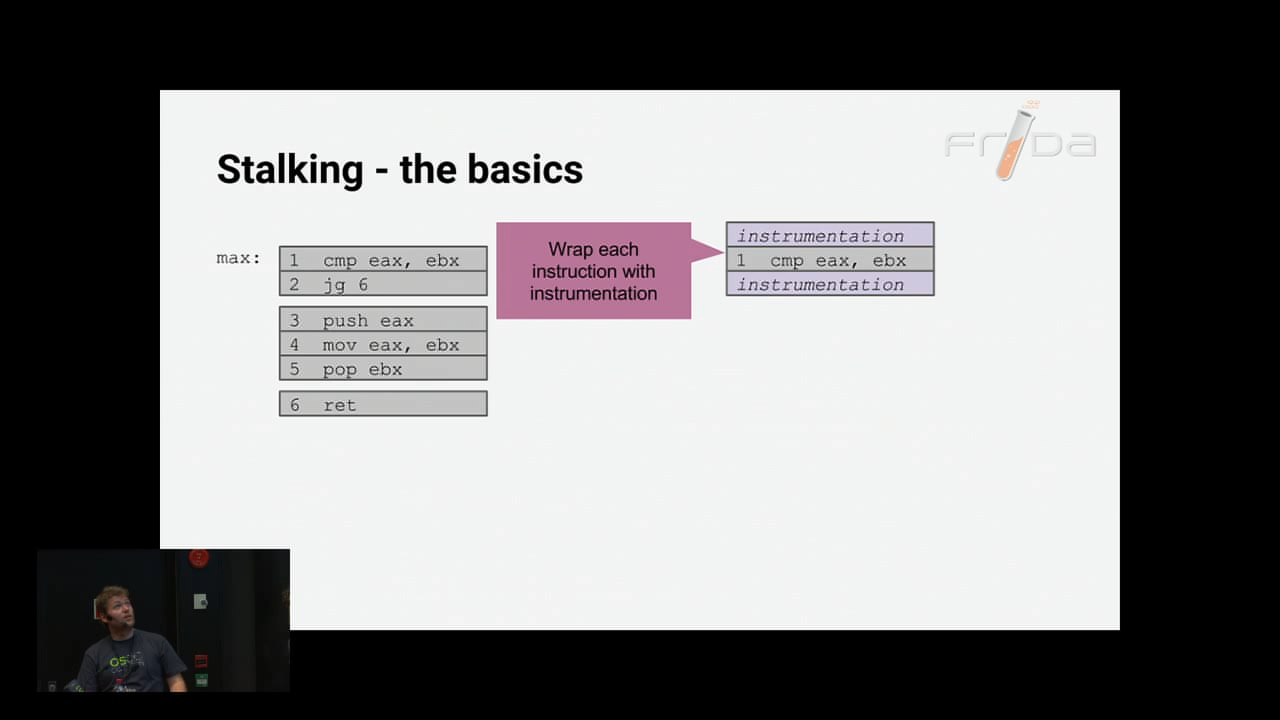 FRIDA
Stalking - the basics
max:
1 cmp eax, ebx
2 jg 6
3 push eax
4 mov eax, ebx
5 pop ebx
6 ret
Wrap each
instruction with
instrumentation
instrumentation
1 cmp eax, ebx
instrumentation